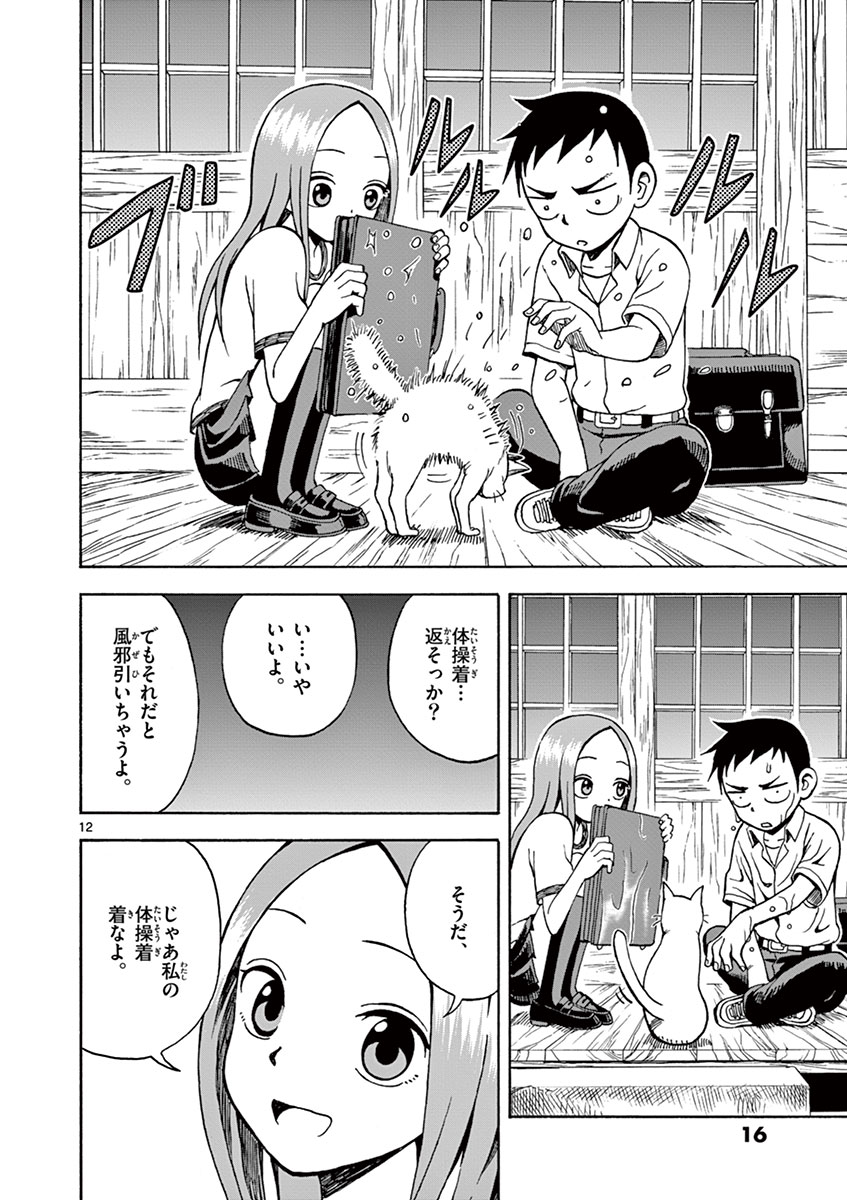 ブルルル
体操着…
返そっか？
い…いや
いいよ。
でもそれだと
風邪引いちゃうよ。
そうだ、
じゃあ私の
体操着
着なよ。
12
16